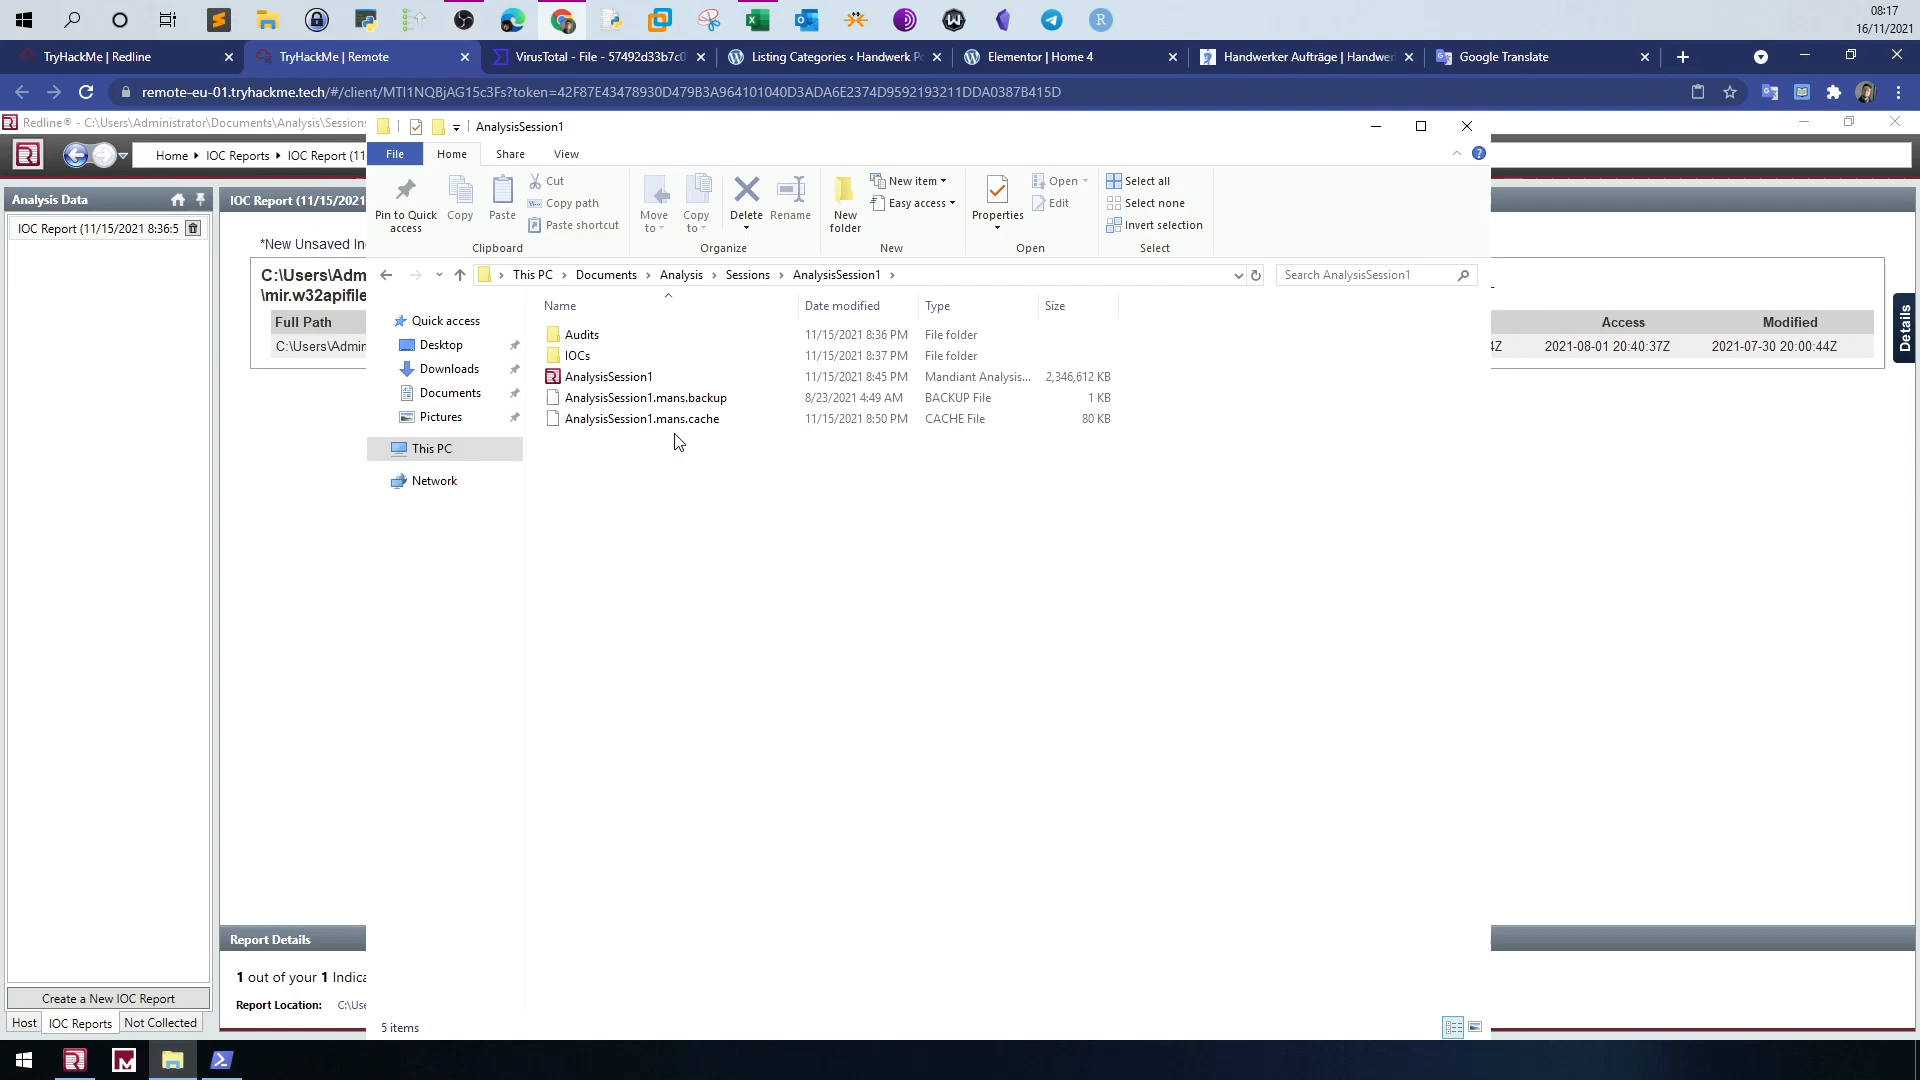 08:17
16/11/2021
TryHackMe | Redline
TryHackMe | Remote
VirusTotal - File - 57492d33b7c0
Listing Categories ‹ Handwerk Po
Elementor | Home 4
Handwerker Aufträge | Handwer
Google Translate
remote-eu-01.tryhackme.tech/#/client/MTI1NQBjAG15c3Fs?token=42F87E43478930D479B3A964101040D3ADA6E2374D9592193211DDA0387B415D
Redline® - C:\Users\Administrator\Documents\Analysis\Sessions
AnalysisSession1
Home
IOC Reports
IOC Report (11
File
Home
Share
View
Analysis Data
IOC Report (11/15/2021
IOC Report (11/15/2021 8:36:5
*New Unsaved In
C:\Users\Adm
\mir.w32apifile
Full Path
C:\Users\Admin
Pin to Quick access
Copy
Paste
Cut
Copy path
Paste shortcut
Clipboard
Move to
Copy to
Delete
Rename
Organize
New folder
New item
Easy access
New
Properties
Open
Edit
Open
Select all
Select none
Invert selection
Select
This PC
Documents
Analysis
Sessions
AnalysisSession1
Search AnalysisSession1
Name
Date modified
Type
Size
Quick access
Desktop
Downloads
Documents
Pictures
This PC
Network
Audits 11/15/2021 8:36 PM File folder
IOCs 11/15/2021 8:37 PM File folder
AnalysisSession1 11/15/2021 8:45 PM Mandiant Analysis... 2,346,612 KB
AnalysisSession1.mans.backup 8/23/2021 4:49 AM BACKUP File 1 KB
AnalysisSession1.mans.cache 11/15/2021 8:50 PM CACHE File 80 KB
Access
Modified
4Z 2021-08-01 20:40:37Z 2021-07-30 20:00:44Z
Details
Report Details
1 out of your 1 Indica
Report Location: C:\Use
Create a New IOC Report
Host
IOC Reports
Not Collected
5 items